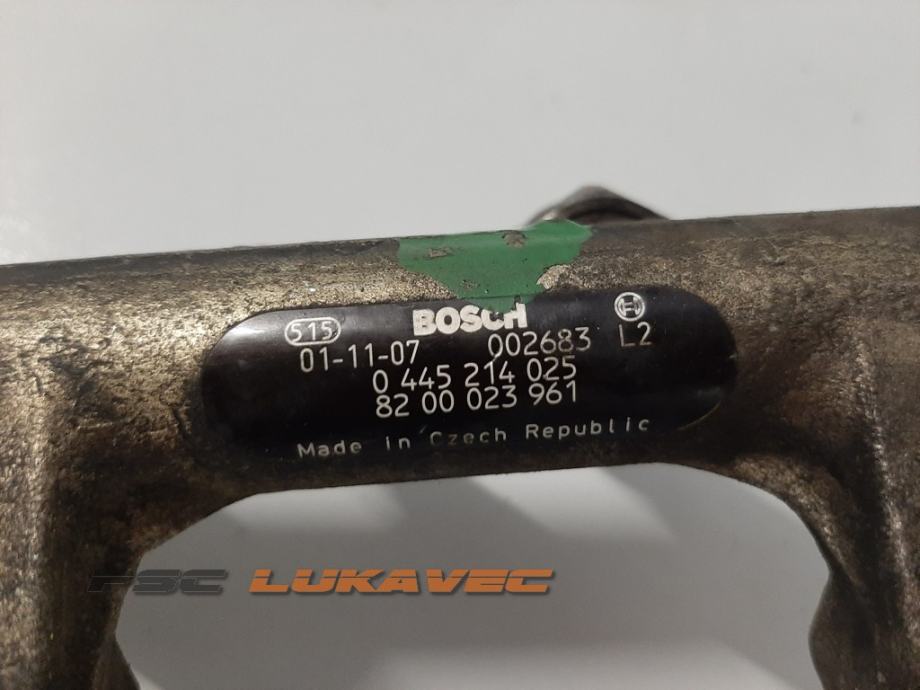 BOSCH
515
01-11-07 002683 L2
0 445 214 025
82 00 023 961
Made in Czech Republic
PSC LUKAVEC